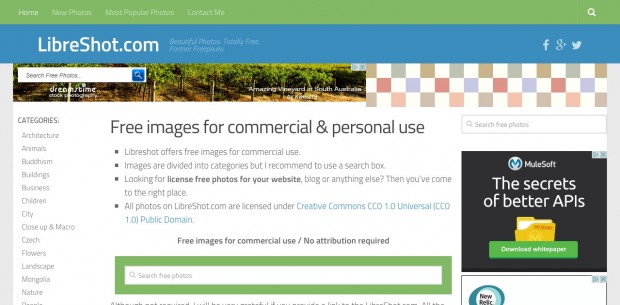 Home New Photos Most Popular Photos Contact Me
LibreShot.com
Beautiful Photos, Totally Free
Former Freepix.eu
Search Free Photos...
dreamstime
stock photography
Amazing Vineyard in South Australia
CATEGORIES:
Architecture
Animals
Buddhism
Buildings
Business
Children
City
Close up & Macro
Czech
Flowers
Landscape
Mongolia
Nature
People
Free images for commercial & personal use
Libreshot offers free images for commercial use.
Images are divided into categories but I recommend to use a search box.
Looking for license free photos for your website, blog or anything else? Then you've come
to the right place.
All photos on LibreShot.com are licensed under Creative Commons CC0 1.0 Universal (CC0
1.0) Public Domain.
Free images for commercial use / No attribution required
Search free photos
Although not required, I will be very grateful if you provide a link to the LibreShot.com. All the
Search free photos
MuleSoft
The secrets
of better APIs
Download whitepaper
New
Relic